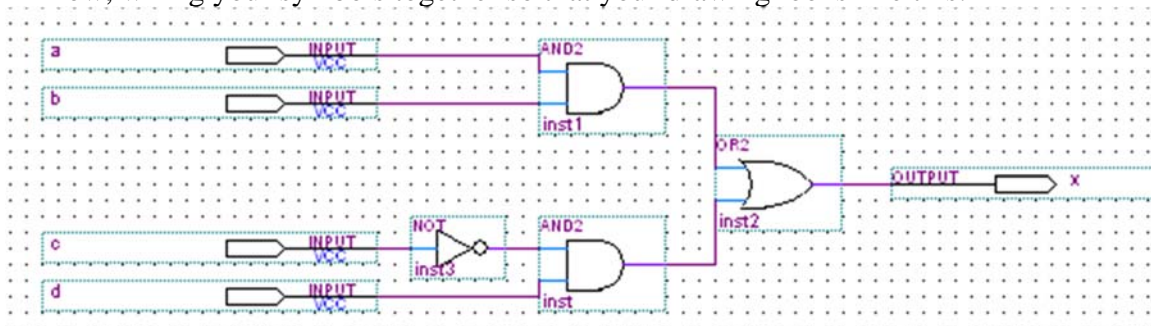 a
INPUT
VCC
AND2
b
INPUT
VCC
inst1
OR2
OUTPUT
x
inst2
c
INPUT
VCC
NOT
inst3
AND2
d
INPUT
VCC
inst